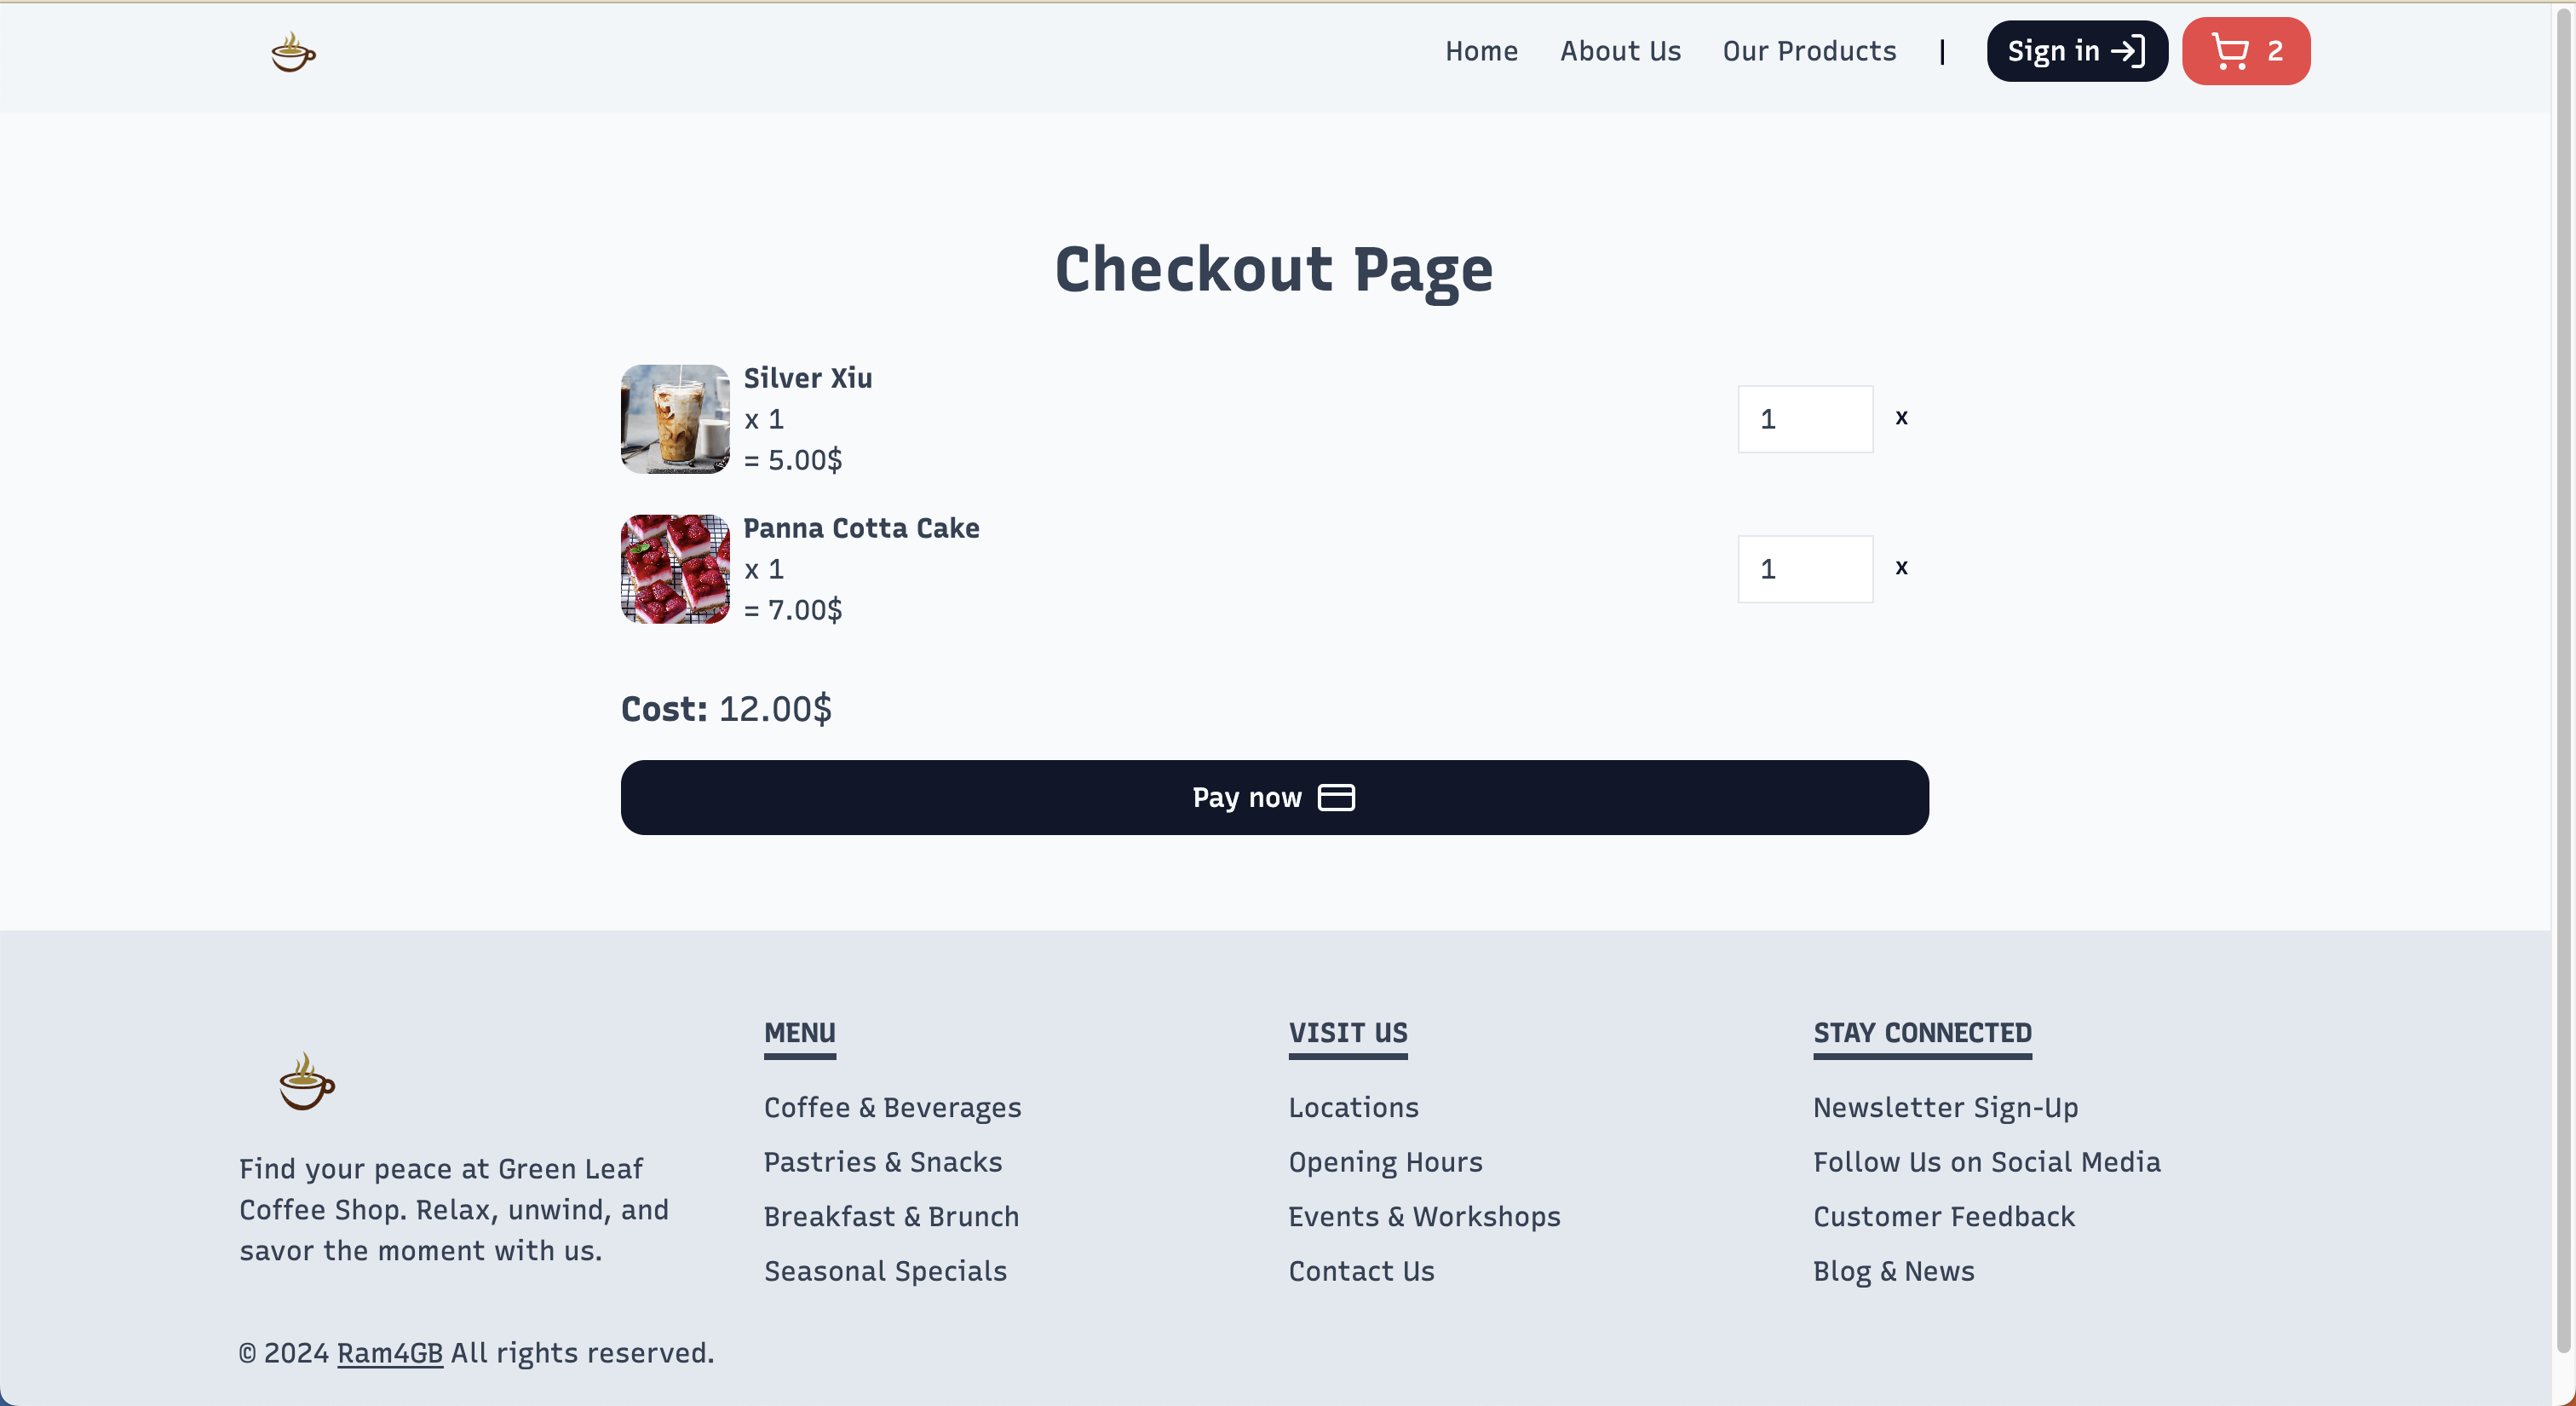 Home About Us Our Products | Sign in 2
Checkout Page
Silver Xiu
x 1
= 5.00$
1 x
Panna Cotta Cake
x 1
= 7.00$
1 x
Cost: 12.00$
Pay now
Find your peace at Green Leaf
Coffee Shop. Relax, unwind, and
savor the moment with us.
MENU
Coffee & Beverages
Pastries & Snacks
Breakfast & Brunch
Seasonal Specials
VISIT US
Locations
Opening Hours
Events & Workshops
Contact Us
STAY CONNECTED
Newsletter Sign-Up
Follow Us on Social Media
Customer Feedback
Blog & News
© 2024 Ram4GB All rights reserved.